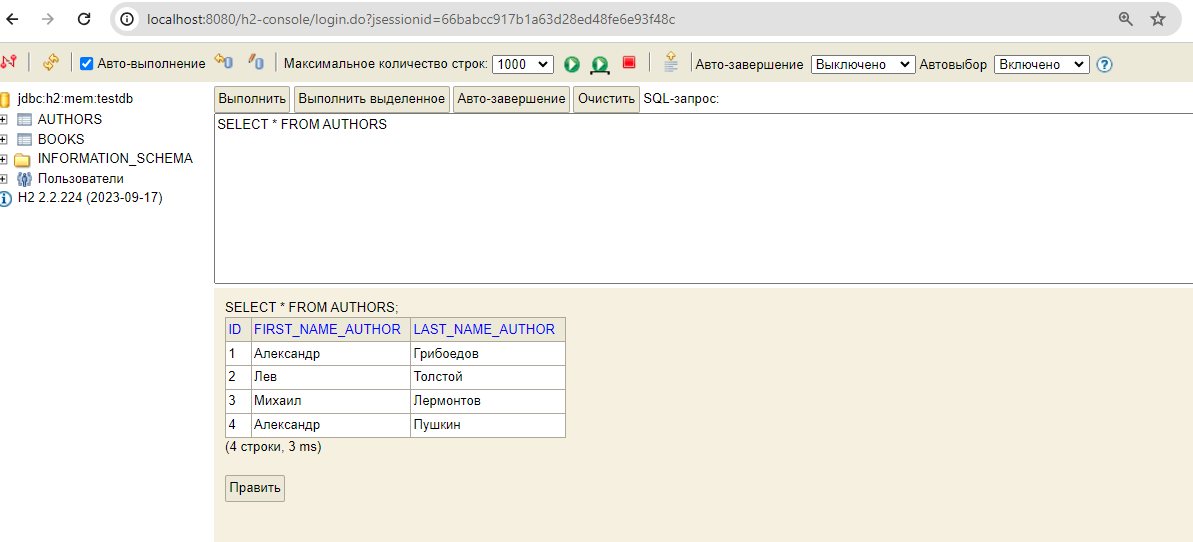 localhost:8080/h2-console/login.do?jsessionid=66babcc917b1a63d28ed48fe6e93f48c
Авто-выполнение Максимальное количество строк: 1000 Авто-завершение Выключено Автовыбор Включено
jdbc:h2:mem:testdb
AUTHORS
BOOKS
INFORMATION_SCHEMA
Пользователи
H2 2.2.224 (2023-09-17)
Выполнить Выполнить выделенное Авто-завершение Очистить SQL-запрос:
SELECT * FROM AUTHORS
SELECT * FROM AUTHORS;
ID FIRST_NAME_AUTHOR LAST_NAME_AUTHOR
1 Александр Грибоедов
2 Лев Толстой
3 Михаил Лермонтов
4 Александр Пушкин
(4 строки, 3 ms)
Править